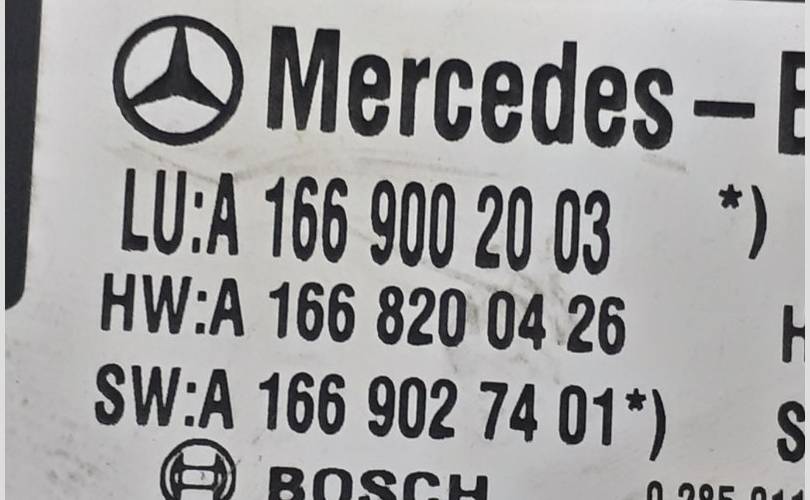 Mercedes-
LU:A 166 900 20 03 *)
HW:A 166 820 04 26 H
SW:A 166 902 74 01*) S
BOSCH